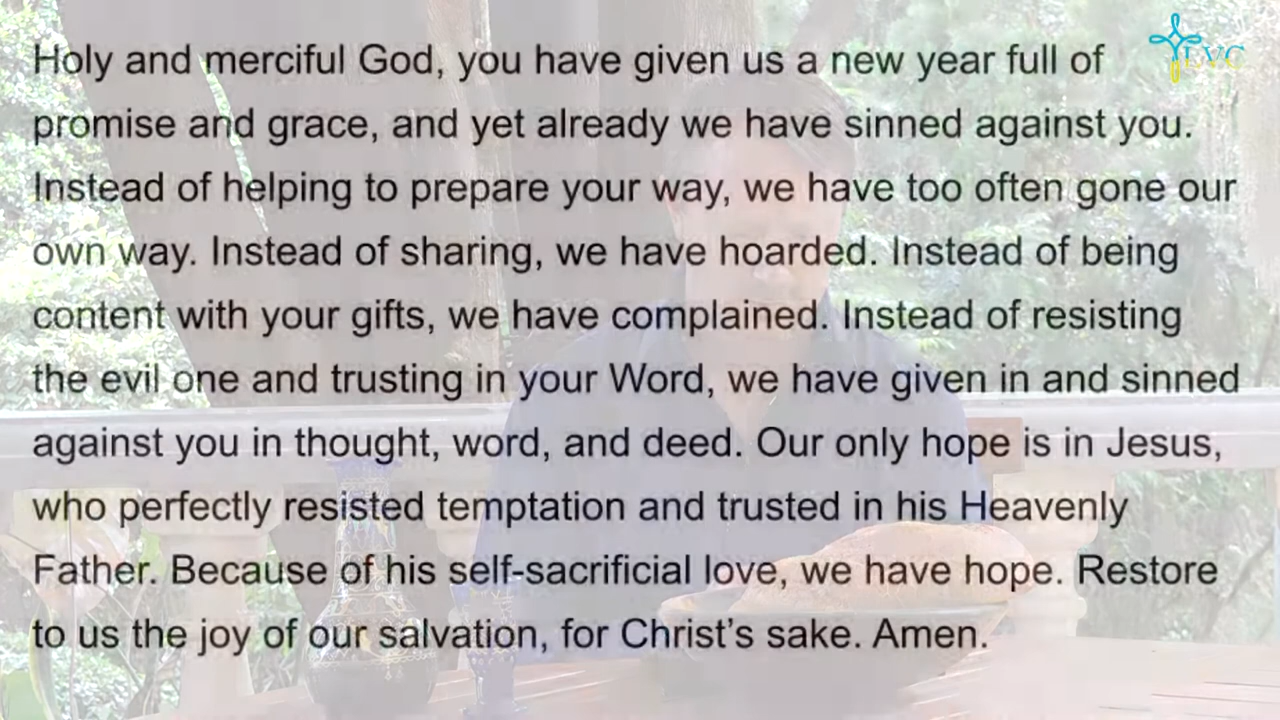 Holy and merciful God, you have given us a new year full of
promise and grace, and yet already we have sinned against you.
Instead of helping to prepare your way, we have too often gone our
own way. Instead of sharing, we have hoarded. Instead of being
content with your gifts, we have complained. Instead of resisting
the evil one and trusting in your Word, we have given in and sinned
against you in thought, word, and deed. Our only hope is in Jesus,
who perfectly resisted temptation and trusted in his Heavenly
Father. Because of his self-sacrificial love, we have hope. Restore
to us the joy of our salvation, for Christ’s sake. Amen.